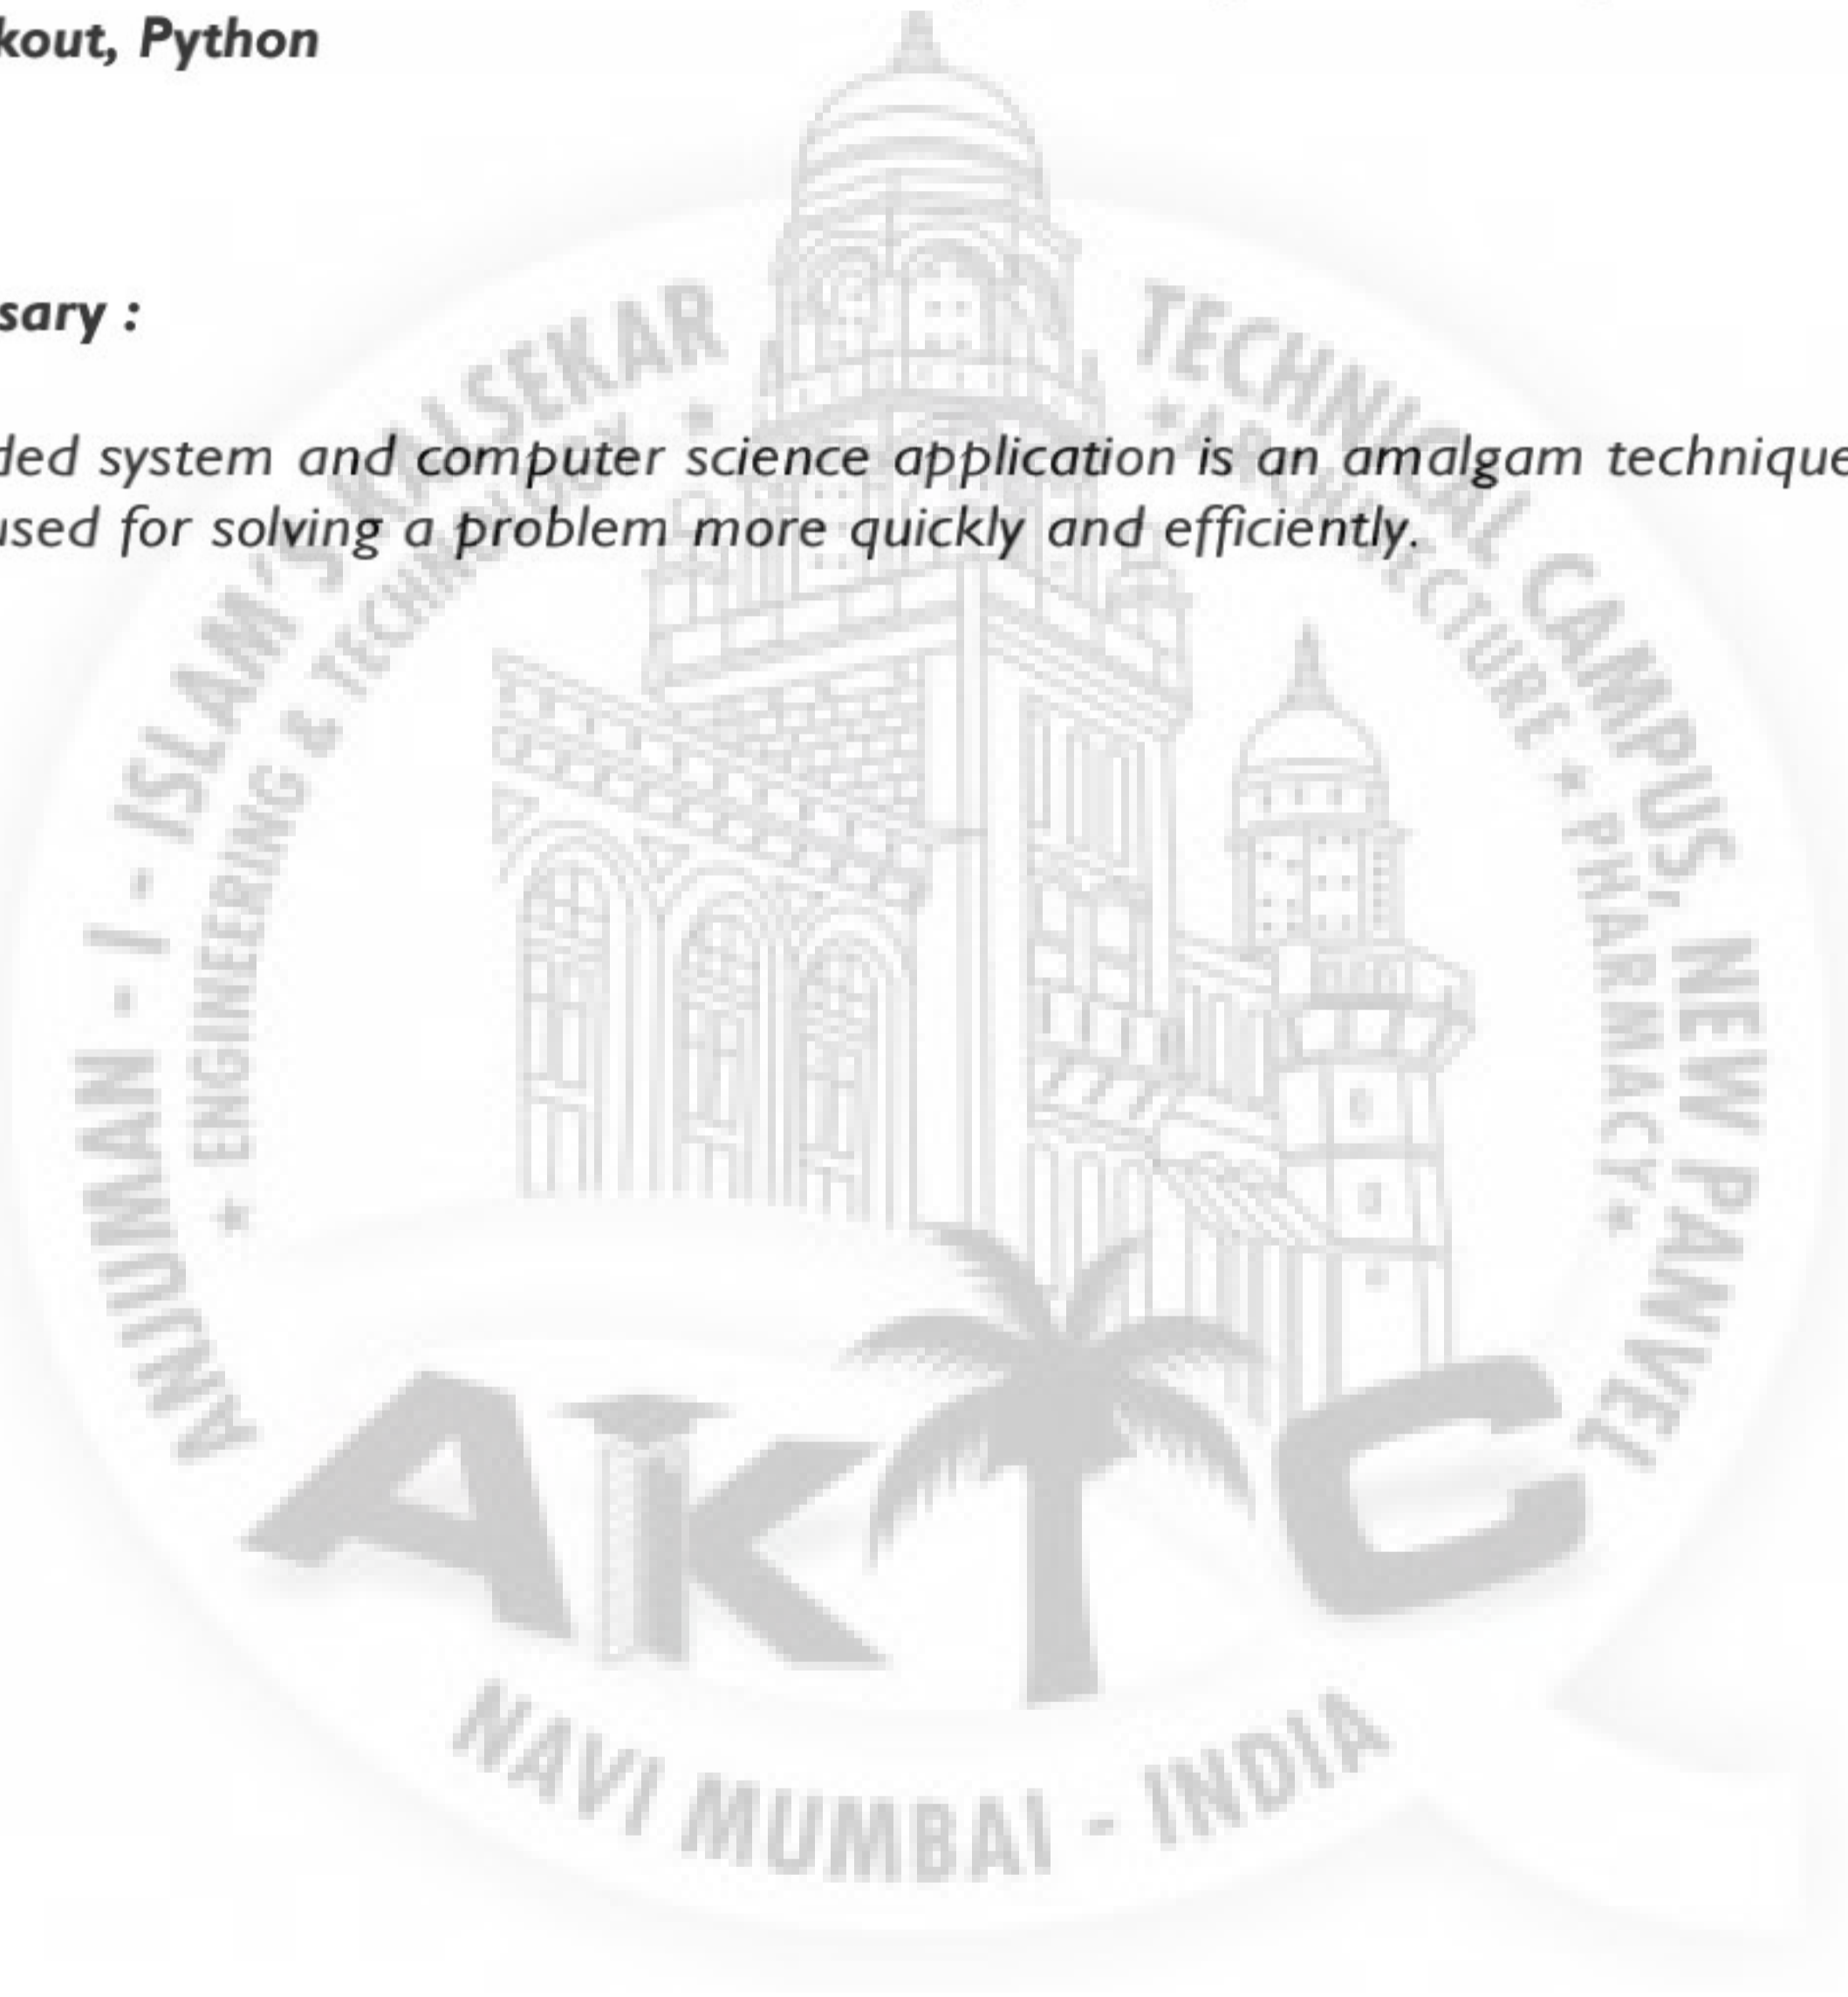 kout, Python
sary :
ded system and computer science application is an amalgam technique
used for solving a problem more quickly and efficiently.
ANJUMAN - I - ISLAM'S KALSEKAR TECHNICAL CAMPUS, NEW PANVEL
* ENGINEERING & TECHNOLOGY * * ARCHITECTURE * PHARMACY *
AKTC
NAVI MUMBAI - INDIA